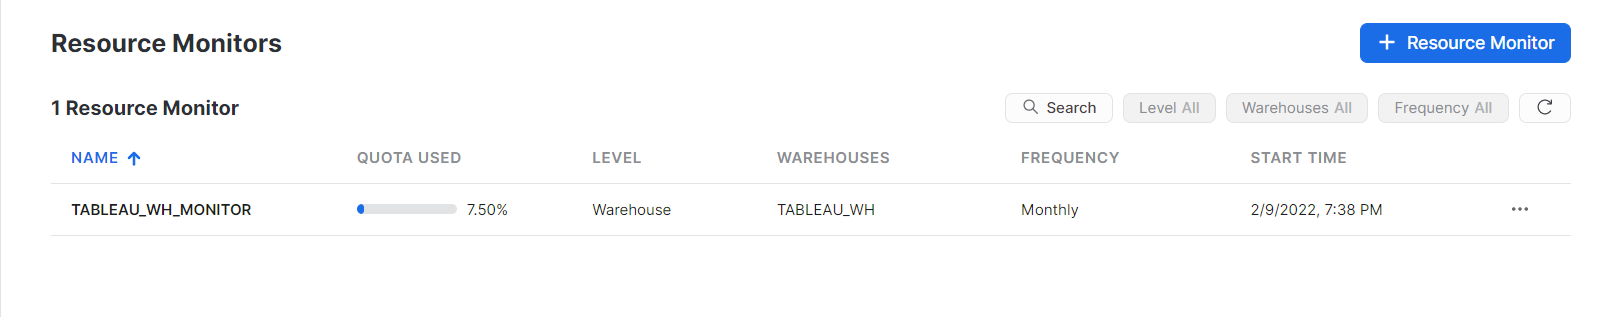 Resource Monitors
+ Resource Monitor
1 Resource Monitor
Search Level All Warehouses All Frequency All
NAME QUOTA USED LEVEL WAREHOUSES FREQUENCY START TIME
TABLEAU_WH_MONITOR 7.50% Warehouse TABLEAU_WH Monthly 2/9/2022, 7:38 PM